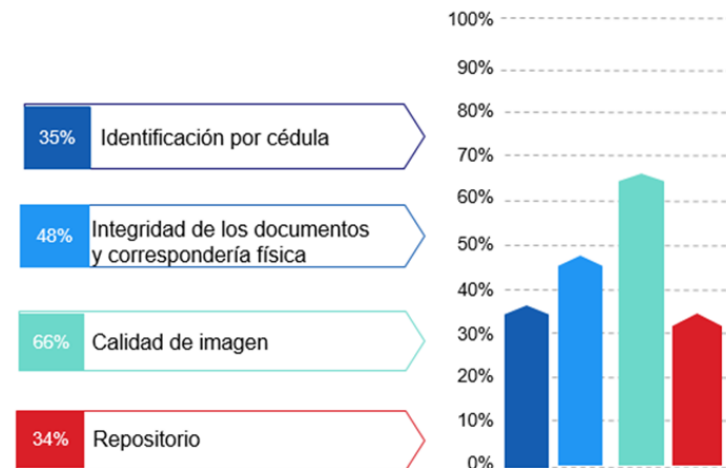 35% Identificación por cédula
48% Integridad de los documentos
y correspondería física
66% Calidad de imagen
34% Repositorio
100%
90%
80%
70%
60%
50%
40%
30%
20%
10%
0%